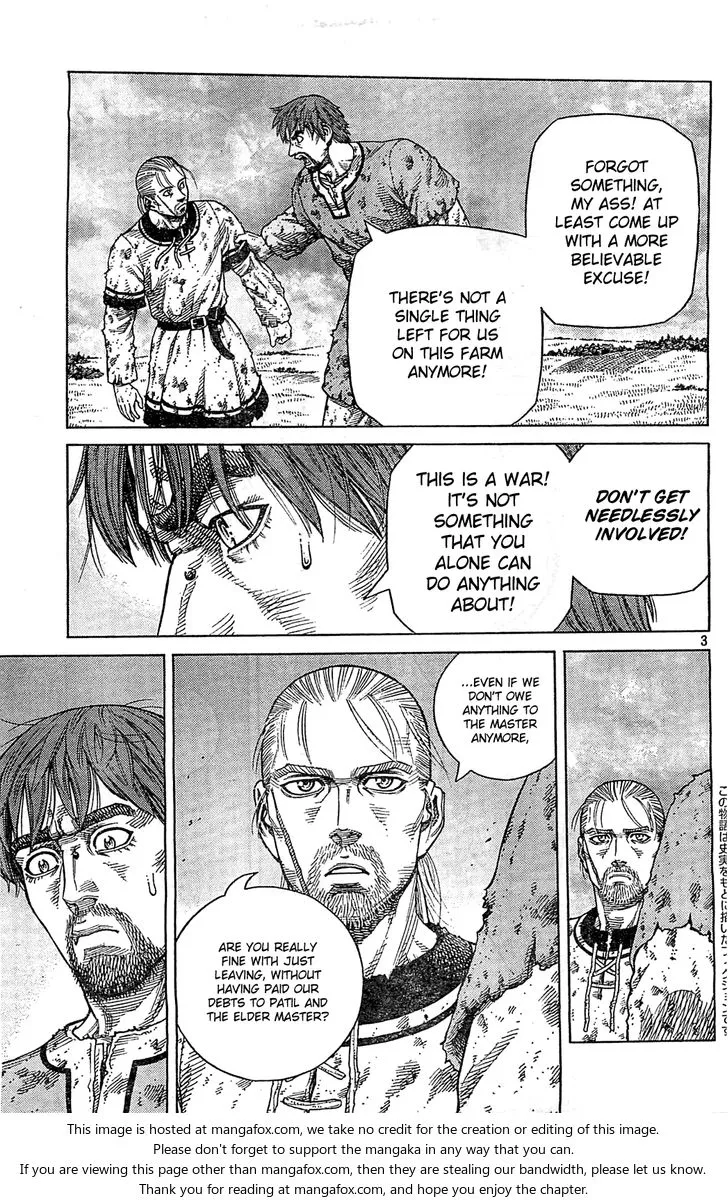 FORGOT
SOMETHING,
MY ASS! AT
LEAST COME UP
WITH A MORE
BELIEVABLE
EXCUSE!
THERE'S NOT A
SINGLE THING
LEFT FOR US
ON THIS FARM
ANYMORE!
DON'T GET
NEEDLESSLY
INVOLVED!
THIS IS A WAR!
IT'S NOT
SOMETHING
THAT YOU
ALONE CAN
DO ANYTHING
ABOUT!
3
...EVEN IF WE
DON'T OWE
ANYTHING
TO THE
MASTER
ANYMORE,
ARE YOU REALLY
FINE WITH JUST
LEAVING, WITHOUT
HAVING PAID OUR
DEBTS TO PATIL AND
THE ELDER MASTER?
この物語は史実をもとに描いた
This image is hosted at mangafox.com, we take no credit for the creation or editing of this image.
Please don't forget to support the mangaka in any way that you can.
If you are viewing this page other than mangafox.com, then they are stealing our bandwidth, please let us know.
Thank you for reading at mangafox.com, and hope you enjoy the chapter.